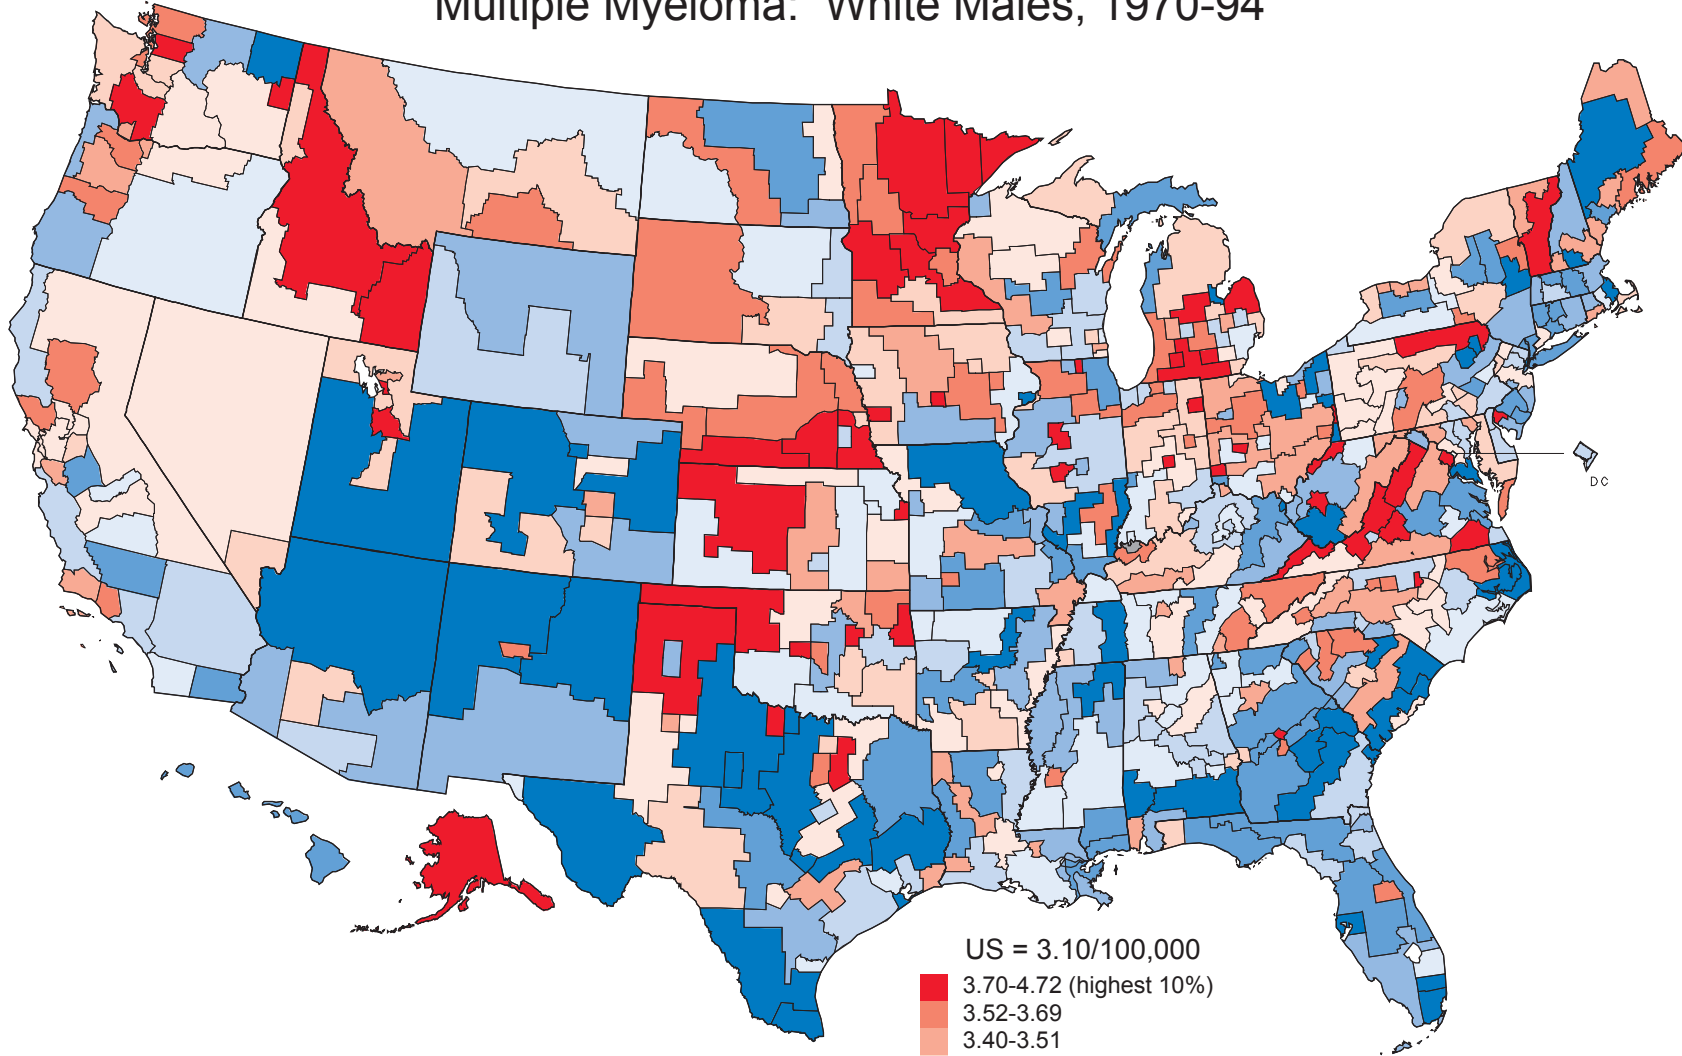 Multiple Myeloma: White Males, 1970-94
DC
US = 3.10/100,000
3.70-4.72 (highest 10%)
3.52-3.69
3.40-3.51